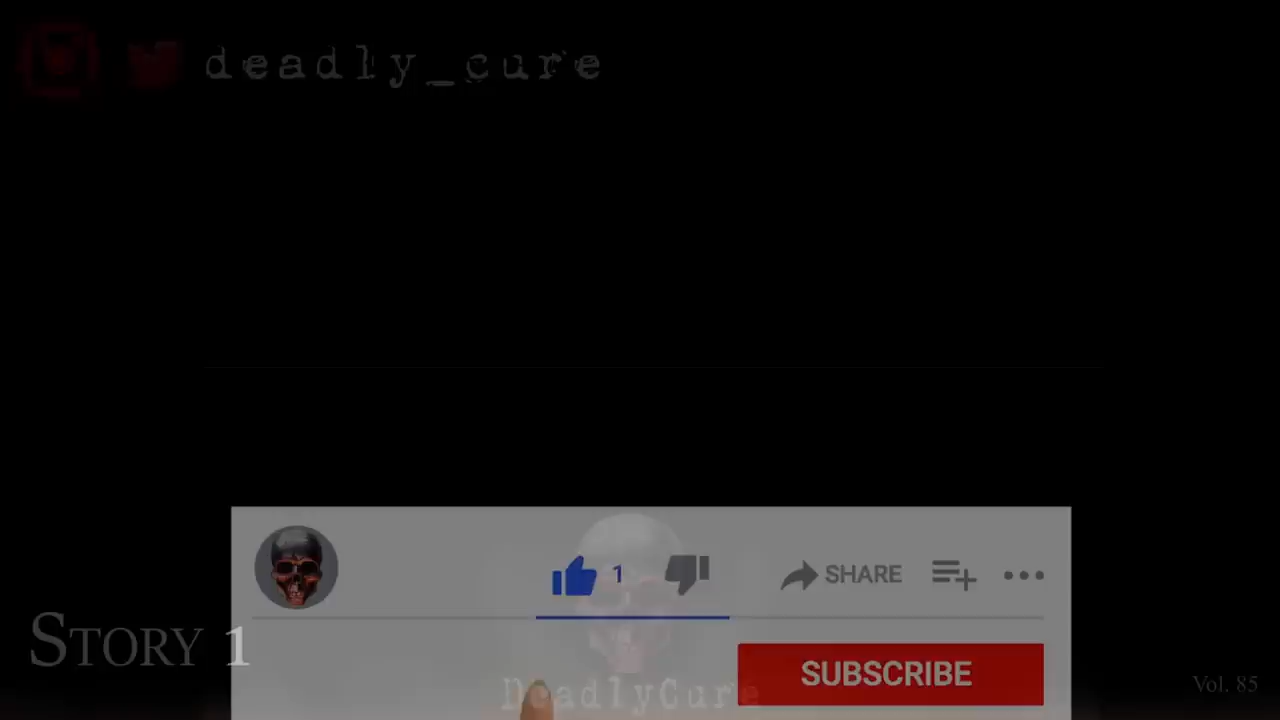 deadly_cure
1
SHARE
STORY 1
SUBSCRIBE
DeadlyCure
Vol. 85